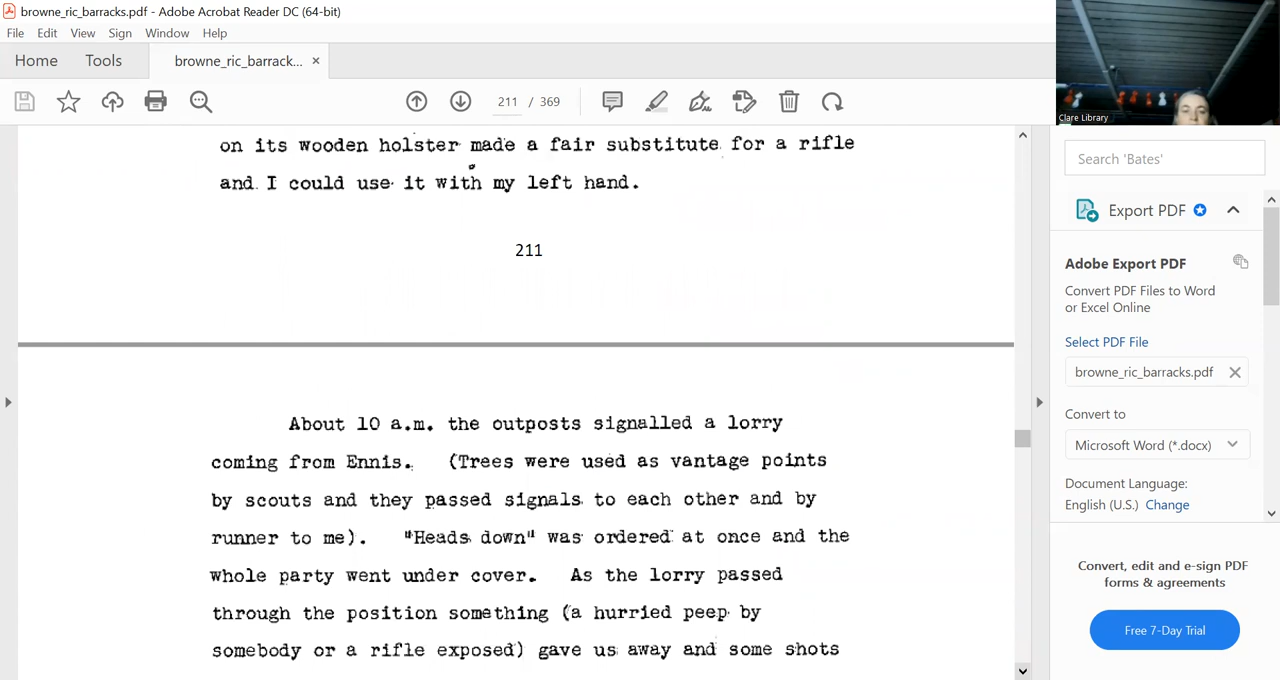 browne_ric_barracks.pdf - Adobe Acrobat Reader DC (64-bit)
File Edit View Sign Window Help
Home Tools browne_ric_barrack... ×
211 / 369
Clare Library
on its wooden holster made a fair substitute for a rifle
and I could use it with my left hand.
211
About 10 a.m. the outposts signalled a lorry
coming from Ennis. (Trees were used as vantage points
by scouts and they passed signals to each other and by
runner to me). "Heads down" was ordered at once and the
whole party went under cover. As the lorry passed
through the position something (a hurried peep by
somebody or a rifle exposed) gave us away and some shots
Search 'Bates'
Export PDF
Adobe Export PDF
Convert PDF Files to Word
or Excel Online
Select PDF File
browne_ric_barracks.pdf
Convert to
Microsoft Word (*.docx)
Document Language:
English (U.S.) Change
Convert, edit and e-sign PDF
forms & agreements
Free 7-Day Trial